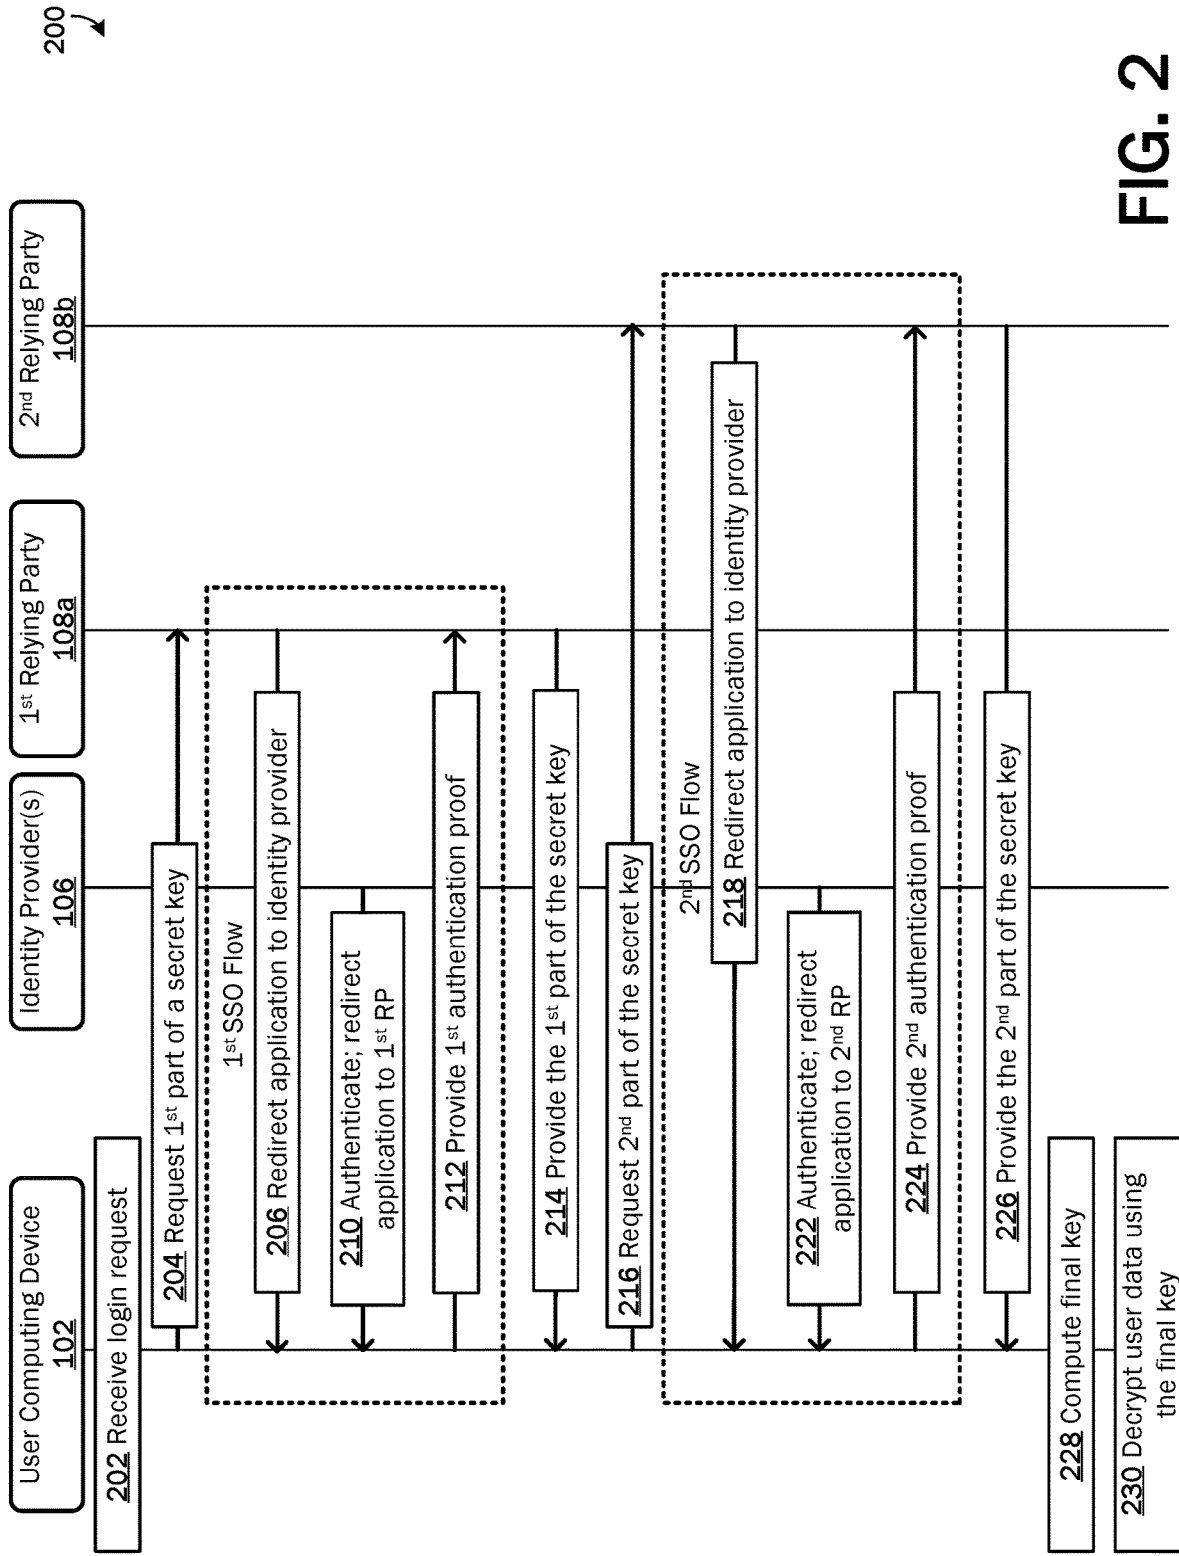 200
User Computing Device
102
Identity Provider(s)
106
1st Relying Party
108a
2nd Relying Party
108b
202 Receive login request
204 Request 1st part of a secret key
1st SSO Flow
206 Redirect application to identity provider
210 Authenticate; redirect
application to 1st RP
212 Provide 1st authentication proof
214 Provide the 1st part of the secret key
216 Request 2nd part of the secret key
2nd SSO Flow
218 Redirect application to identity provider
222 Authenticate; redirect
application to 2nd RP
224 Provide 2nd authentication proof
226 Provide the 2nd part of the secret key
228 Compute final key
230 Decrypt user data using
the final key
FIG. 2